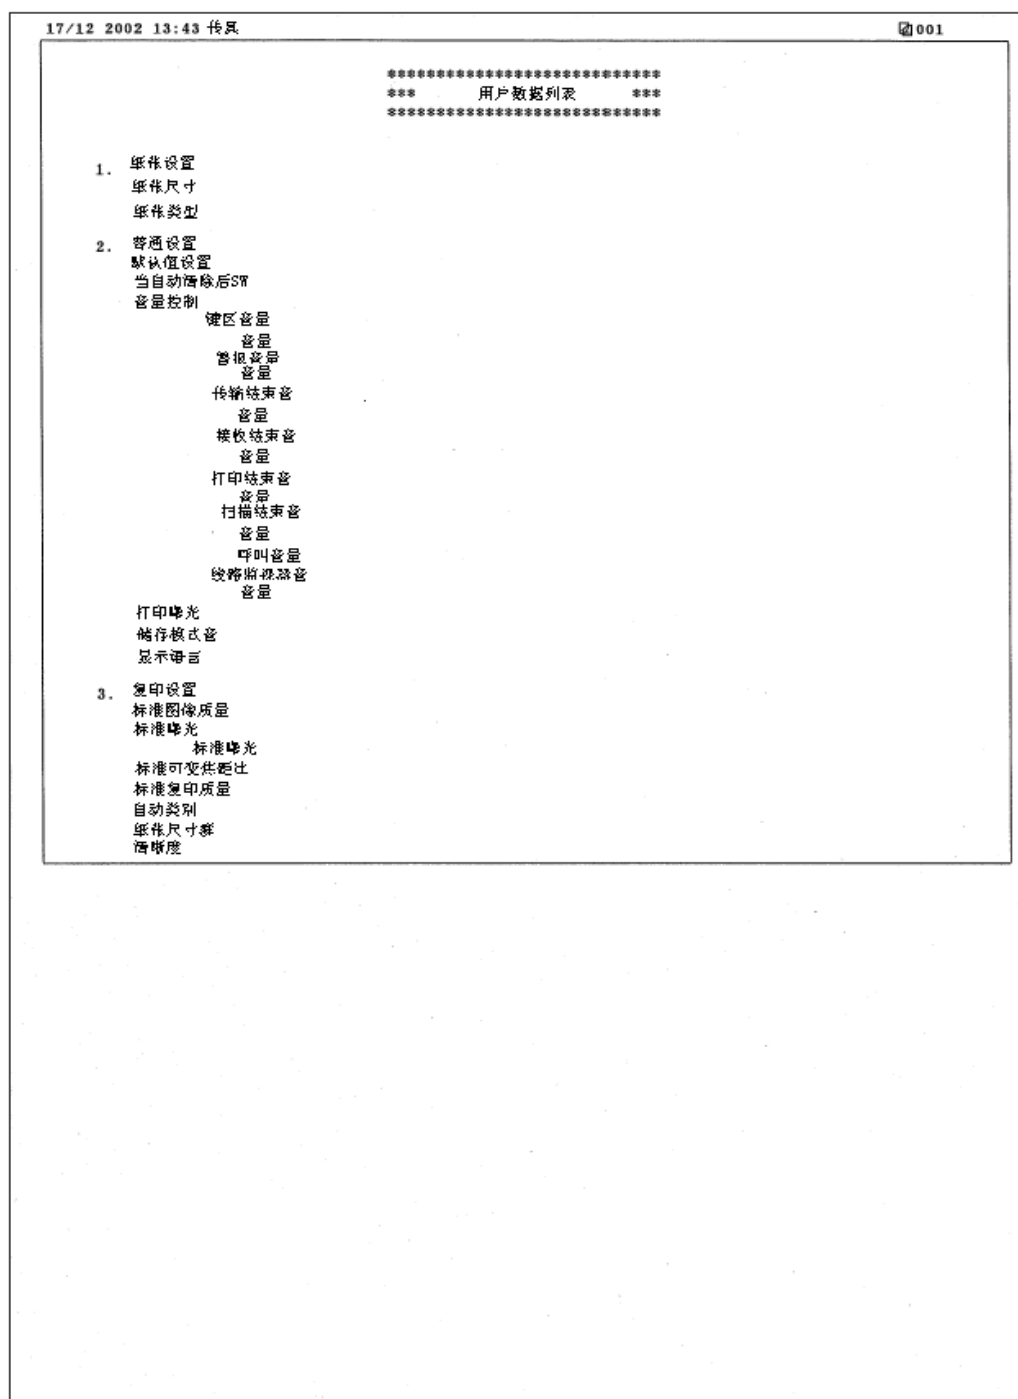 17/12 2002 13:43 传真 001
****************************
*** 用户数据列表 ***
****************************
1. 纸张设置
纸张尺寸
纸张类型
2. 普通设置
默认值设置
当自动清除后SW
音量控制
键区音量
音量
警报音量
音量
传输结束音
音量
接收结束音
音量
打印结束音
音量
扫描结束音
音量
呼叫音量
线路监视器音
音量
打印曝光
储存模式音
显示语言
3. 复印设置
标准图像质量
标准曝光
标准曝光
标准可变焦距比
标准复印质量
自动类别
纸张尺寸群
清晰度